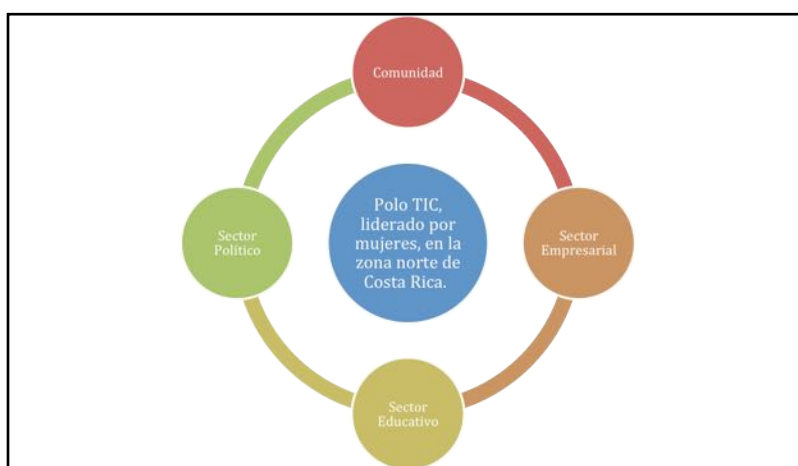 Comunidad
Polo TIC,
liderado por
mujeres, en la
zona norte de
Costa Rica.
Sector
Político
Sector
Empresarial
Sector
Educativo